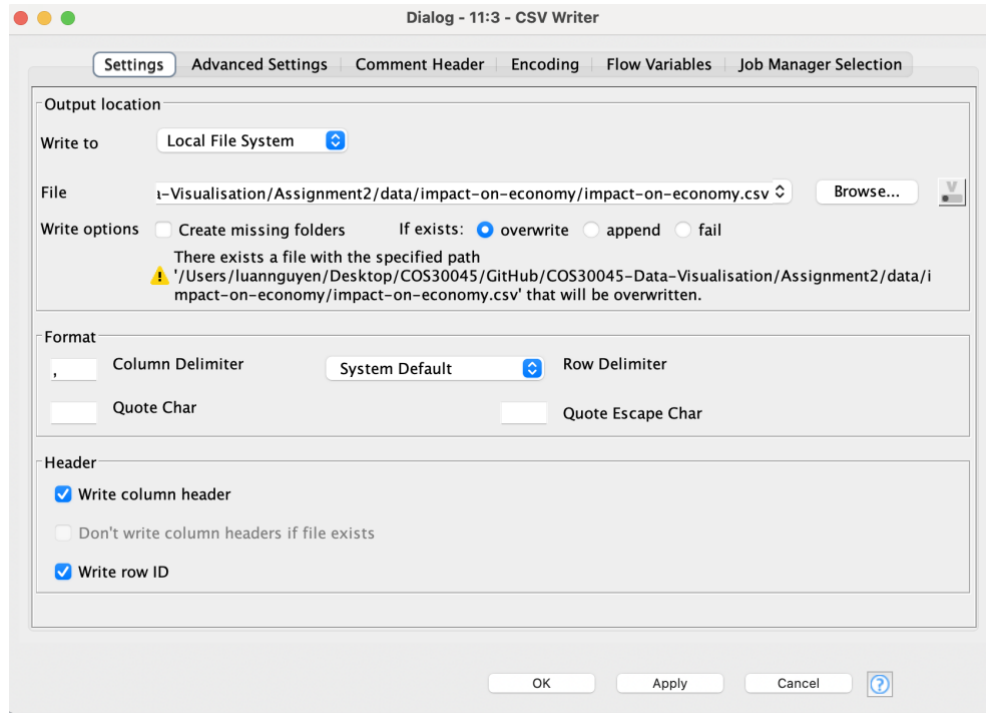 Dialog - 11:3 - CSV Writer
Settings Advanced Settings Comment Header Encoding Flow Variables Job Manager Selection
Output location
Write to Local File System
File a-Visualisation/Assignment2/data/impact-on-economy/impact-on-economy.csv Browse... V
Write options Create missing folders If exists: overwrite append fail
There exists a file with the specified path
'/Users/luannguyen/Desktop/COS30045/GitHub/COS30045-Data-Visualisation/Assignment2/data/i
mpact-on-economy/impact-on-economy.csv' that will be overwritten.
Format
, Column Delimiter System Default Row Delimiter
Quote Char Quote Escape Char
Header
Write column header
Don't write column headers if file exists
Write row ID
OK Apply Cancel ?